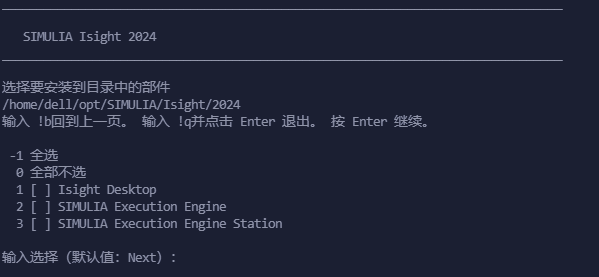 SIMULIA Isight 2024
选择要安装到目录中的部件
/home/dell/opt/SIMULIA/Isight/2024
输入 !b回到上一页。 输入 !q并点击 Enter 退出。 按 Enter 继续。
-1 全选
0 全部不选
1 [ ] Isight Desktop
2 [ ] SIMULIA Execution Engine
3 [ ] SIMULIA Execution Engine Station
输入选择 (默认值: Next) :